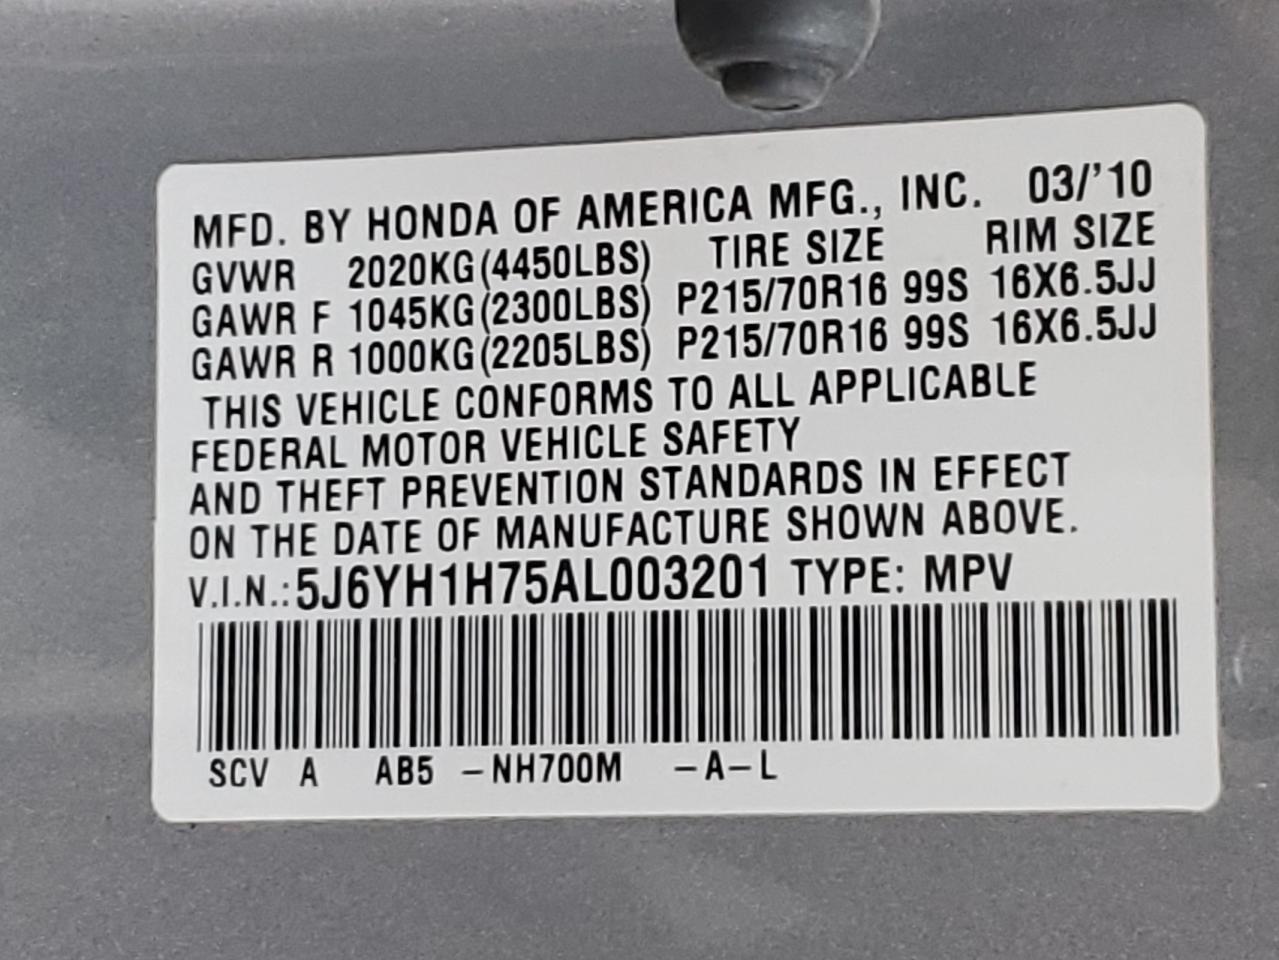 MFD. BY HONDA OF AMERICA MFG., INC. 03/'10
GVWR 2020KG(4450LBS) TIRE SIZE RIM SIZE
GAWR F 1045KG(2300LBS) P215/70R16 99S 16X6.5JJ
GAWR R 1000KG(2205LBS) P215/70R16 99S 16X6.5JJ
THIS VEHICLE CONFORMS TO ALL APPLICABLE
FEDERAL MOTOR VEHICLE SAFETY
AND THEFT PREVENTION STANDARDS IN EFFECT
ON THE DATE OF MANUFACTURE SHOWN ABOVE.
V.I.N.:5J6YH1H75AL003201 TYPE: MPV
SCV A AB5 -NH700M -A-L